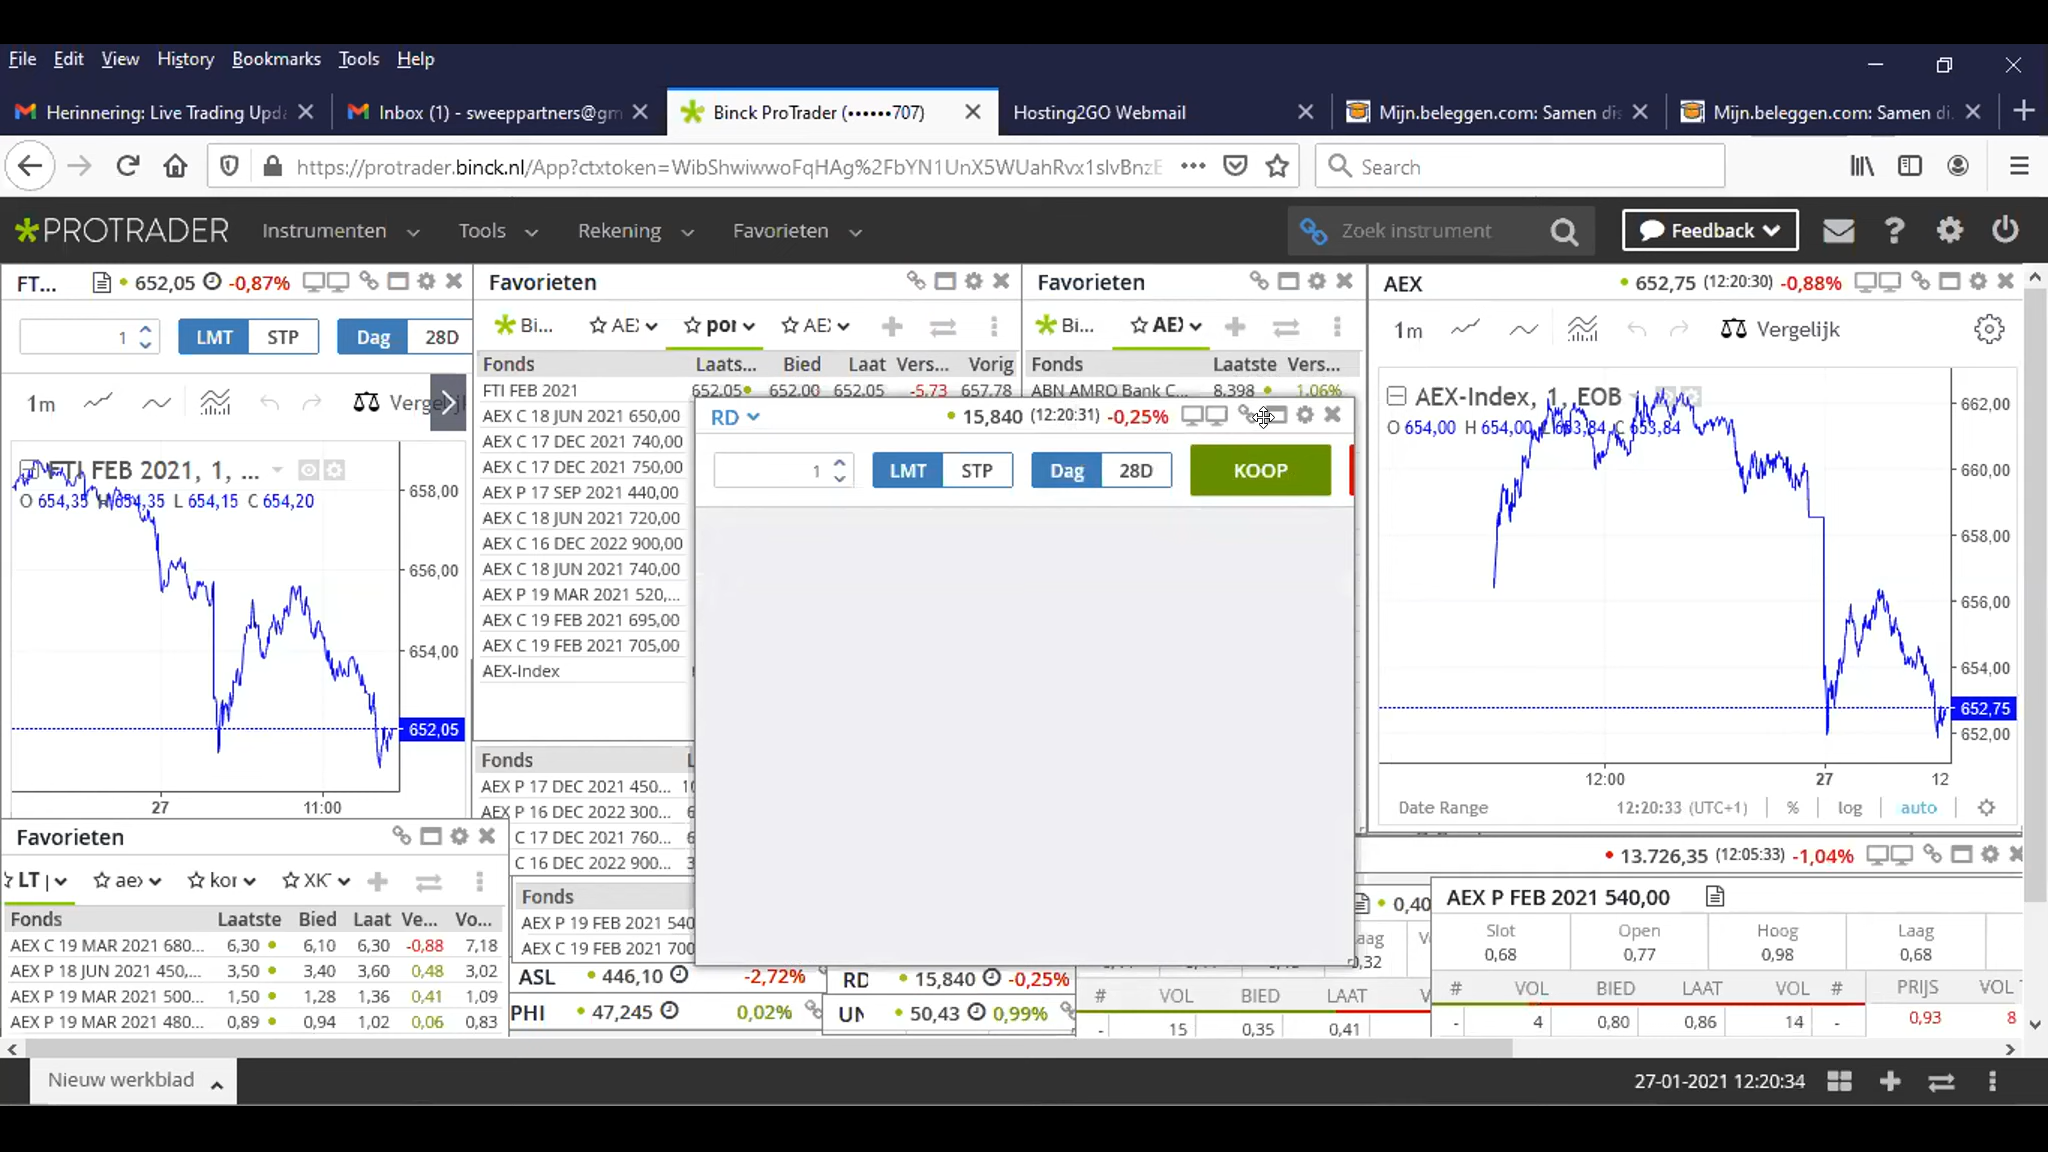 File Edit View History Bookmarks Tools Help
Herinnering: Live Trading Upd
Inbox (1) - sweeppartners@gm
Binck ProTrader (••••••707)
Hosting2GO Webmail
Mijn.beleggen.com: Samen di
Mijn.beleggen.com: Samen di
https://protrader.binck.nl/App?ctxtoken=WibShwiwwoFqHAg%2FbYN1UnX5WUahRvx1slvBnzE
Search
PROTRADER Instrumenten Tools Rekening Favorieten Zoek instrument Feedback
FT... 652,05 -0,87%
1 LMT STP Dag 28D
1m
FTI FEB 2021, 1, ...
O 654,35 H 654,35 L 654,15 C 654,20
658,00
656,00
654,00
652,05
27 11:00
Favorieten
Bi... AE> por AE>
Fonds Laats... Bied Laat Vers... Vorig
FTI FEB 2021 652.05 652.00 652.05 -5.73 657.78
AEX C 18 JUN 2021 650,00
AEX C 17 DEC 2021 740,00
AEX C 17 DEC 2021 750,00
AEX P 17 SEP 2021 440,00
AEX C 18 JUN 2021 720,00
AEX C 16 DEC 2022 900,00
AEX C 18 JUN 2021 740,00
AEX P 19 MAR 2021 520,...
AEX C 19 FEB 2021 695,00
AEX C 19 FEB 2021 705,00
AEX-Index
Fonds
AEX P 17 DEC 2021 450...
AEX P 16 DEC 2022 300...
C 17 DEC 2021 760...
C 16 DEC 2022 900...
Fonds
AEX P 19 FEB 2021 540
AEX C 19 FEB 2021 700
Favorieten
Bi... AE>
Fonds Laatste Vers...
ABN AMRO Bank C... 8.398 1.06%
RD 15,840 (12:20:31) -0,25%
1 LMT STP Dag 28D KOOP
AEX 652,75 (12:20:30) -0,88%
1m Vergelijk
AEX-Index, 1, EOB
O 654,00 H 654,00 L 653,84 C 653,84
662,00
660,00
658,00
656,00
654,00
652,75
652,00
12:00 27 12
Date Range 12:20:33 (UTC+1) % log auto
Favorieten
LT aex kor XK
Fonds Laatste Bied Laat Ve... Vo...
AEX C 19 MAR 2021 680... 6,30 6,10 6,30 -0,88 7,18
AEX P 18 JUN 2021 450,... 3,50 3,40 3,60 0,48 3,02
AEX P 19 MAR 2021 500... 1,50 1,28 1,36 0,41 1,09
AEX P 19 MAR 2021 480... 0,89 0,94 1,02 0,06 0,83
ASL 446,10 -2,72%
RD 15,840 -0,25%
PHI 47,245 0,02%
UN 50,43 0,99%
# VOL BIED LAAT
- 15 0,35 0,41
13.726,35 (12:05:33) -1,04%
AEX P FEB 2021 540,00
Slot Open Hoog Laag
0,68 0,77 0,98 0,68
# VOL BIED LAAT VOL # PRIJS VOL
- 4 0,80 0,86 14 - 0,93 8
Nieuw werkblad
27-01-2021 12:20:34